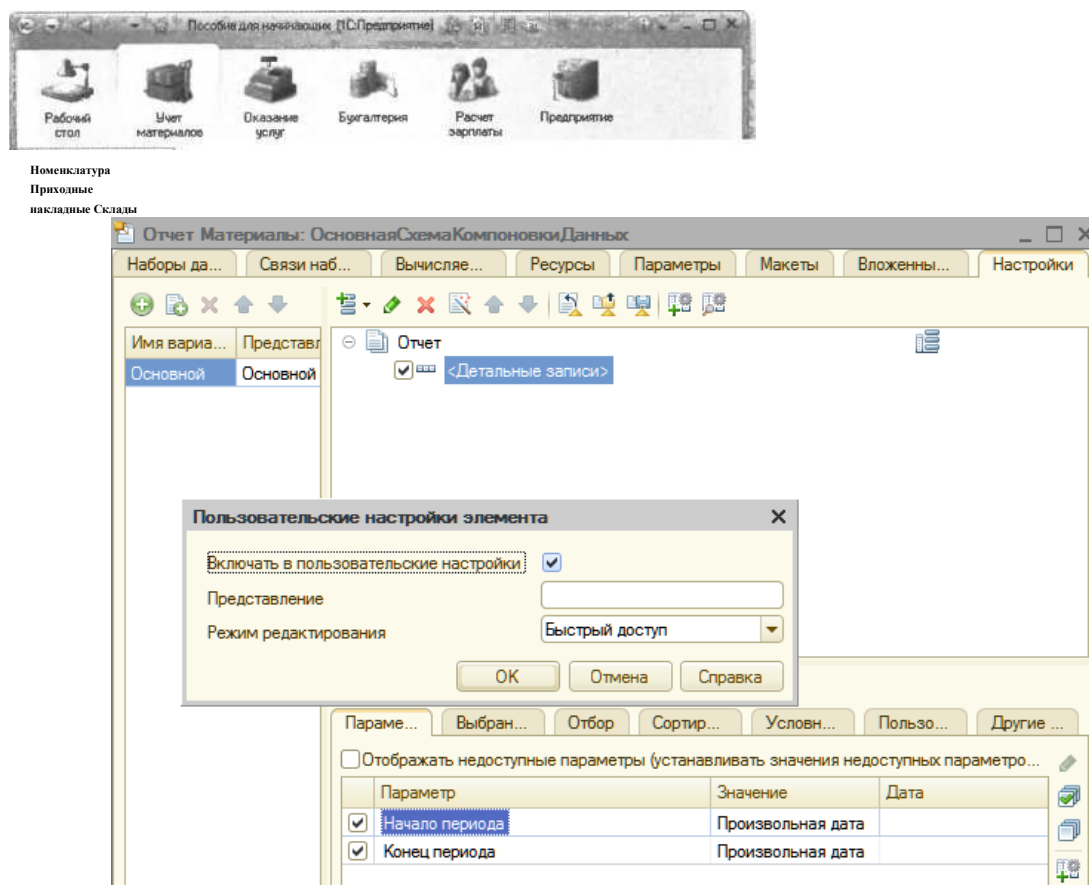 Пособие для начинающих [1С:Предприятие]
Рабочий стол
Учет материалов
Оказание услуг
Бухгалтерия
Расчет зарплаты
Предприятие
Номенклатура
Приходные
накладные Склады
Отчет Материалы: ОсновнаяСхемаКомпоновкиДанных
Наборы да... Связи наб... Вычисляе... Ресурсы Параметры Макеты Вложенны... Настройки
Имя вариа... Представл
Отчет
Основной Основной
<Детальные записи>
Пользовательские настройки элемента
Включать в пользовательские настройки
Представление
Режим редактирования Быстрый доступ
ОК Отмена Справка
Параме... Выбран... Отбор Сортир... Условн... Пользо... Другие ...
Отображать недоступные параметры (устанавливать значения недоступных параметро...
Параметр Значение Дата
Начало периода Произвольная дата
Конец периода Произвольная дата